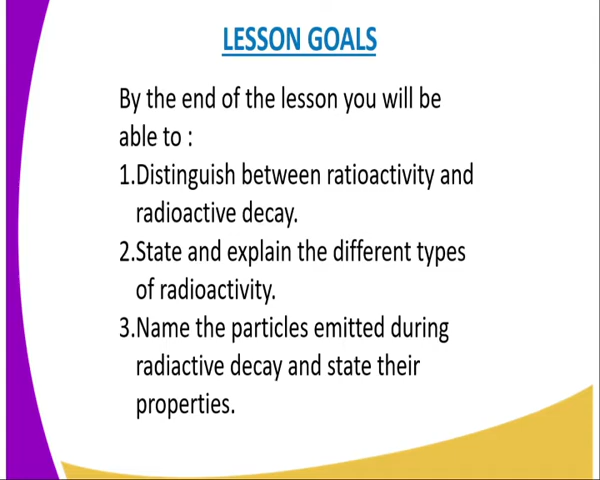 LESSON GOALS
By the end of the lesson you will be
able to :
1.Distinguish between ratioactivity and
radioactive decay.
2.State and explain the different types
of radioactivity.
3.Name the particles emitted during
radiactive decay and state their
properties.